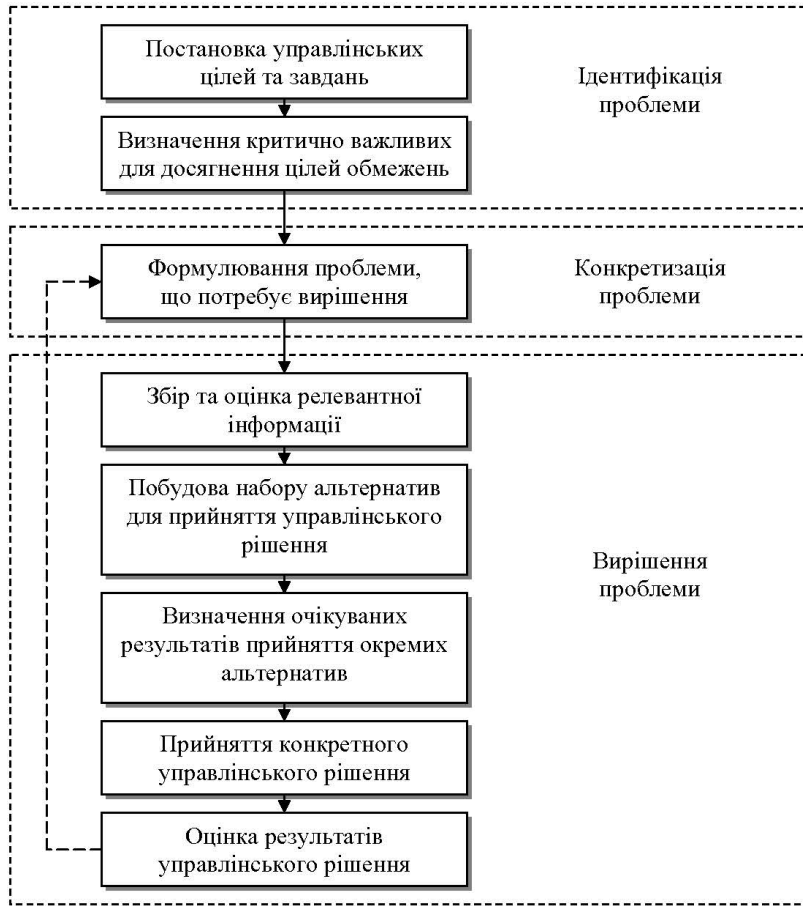 Постановка управлінських
цілей та завдань
Ідентифікація
проблеми
Визначення критично важливих
для досягнення цілей обмежень
Формулювання проблеми,
що потребує вирішення
Конкретизація
проблеми
Збір та оцінка релевантної
інформації
Побудова набору альтернатив
для прийняття управлінського
рішення
Вирішення
проблеми
Визначення очікуваних
результатів прийняття окремих
альтернатив
Прийняття конкретного
управлінського рішення
Оцінка результатів
управлінського рішення